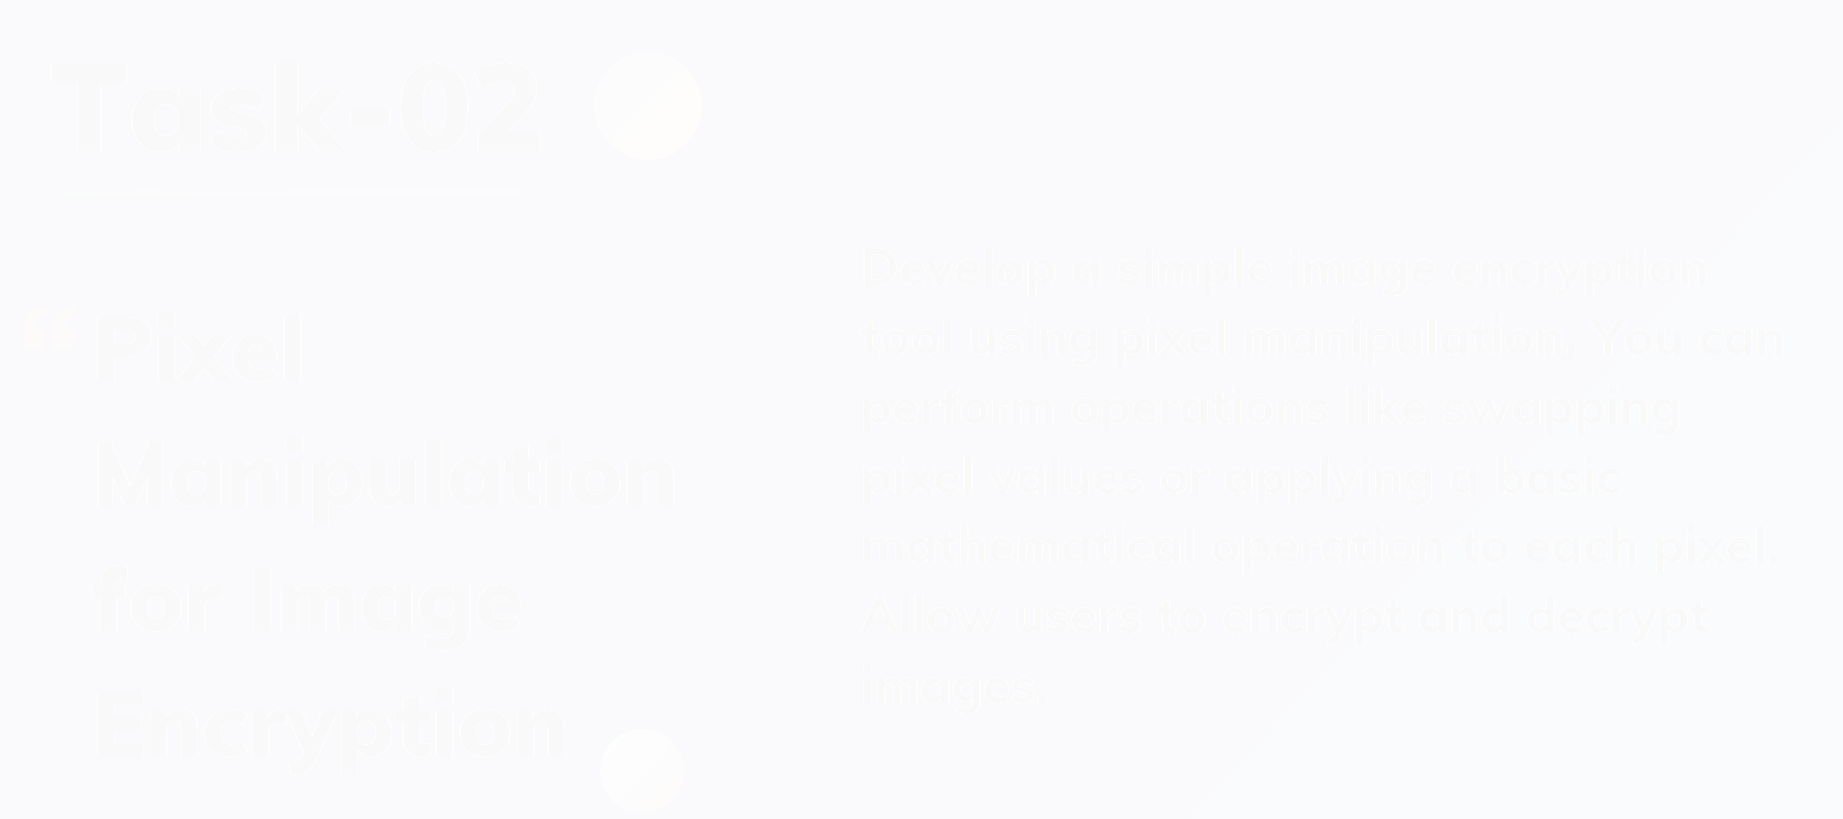 Task-02
“ Pixel
Manipulation
for Image
Encryption
Develop a simple image encryption
tool using pixel manipulation. You can
perform operations like swapping
pixel values or applying a basic
mathematical operation to each pixel.
Allow users to encrypt and decrypt
images.